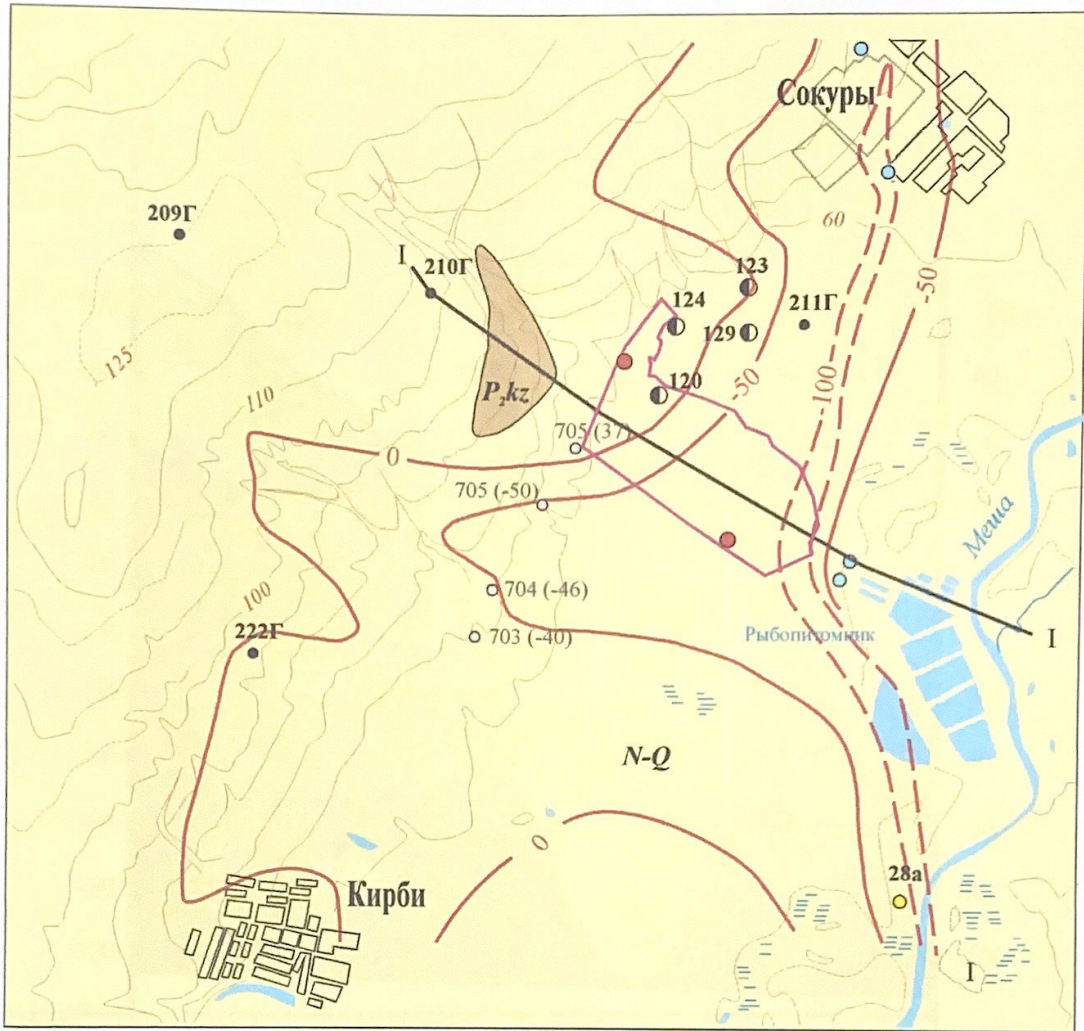 Сокуры
209Г
60
I
210Г
123
-50
124
211Г
129
125
120
-50
-100
P₂kz
110
705 (37)
0
705 (-50)
Меша
704 (-46)
100
222Г
703 (-40)
Рыбопитомник
I
N-Q
0
28а
Кирби
I